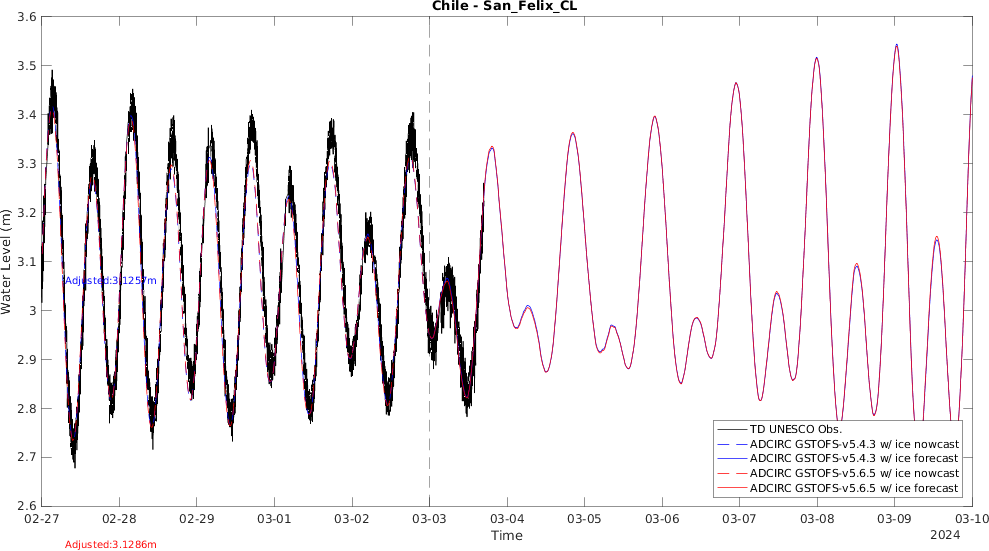 Chile - San_Felix_CL
3.6
3.5
3.4
3.3
3.2
3.1
3
2.9
2.8
2.7
2.6
Water Level (m)
Adjusted:3.1257m
TD UNESCO Obs.
ADCIRC GSTOFS-v5.4.3 w/ ice nowcast
ADCIRC GSTOFS-v5.4.3 w/ ice forecast
ADCIRC GSTOFS-v5.6.5 w/ ice nowcast
ADCIRC GSTOFS-v5.6.5 w/ ice forecast
02-27 02-28 02-29 03-01 03-02 03-03 03-04 03-05 03-06 03-07 03-08 03-09 03-10
Time
2024
Adjusted:3.1286m